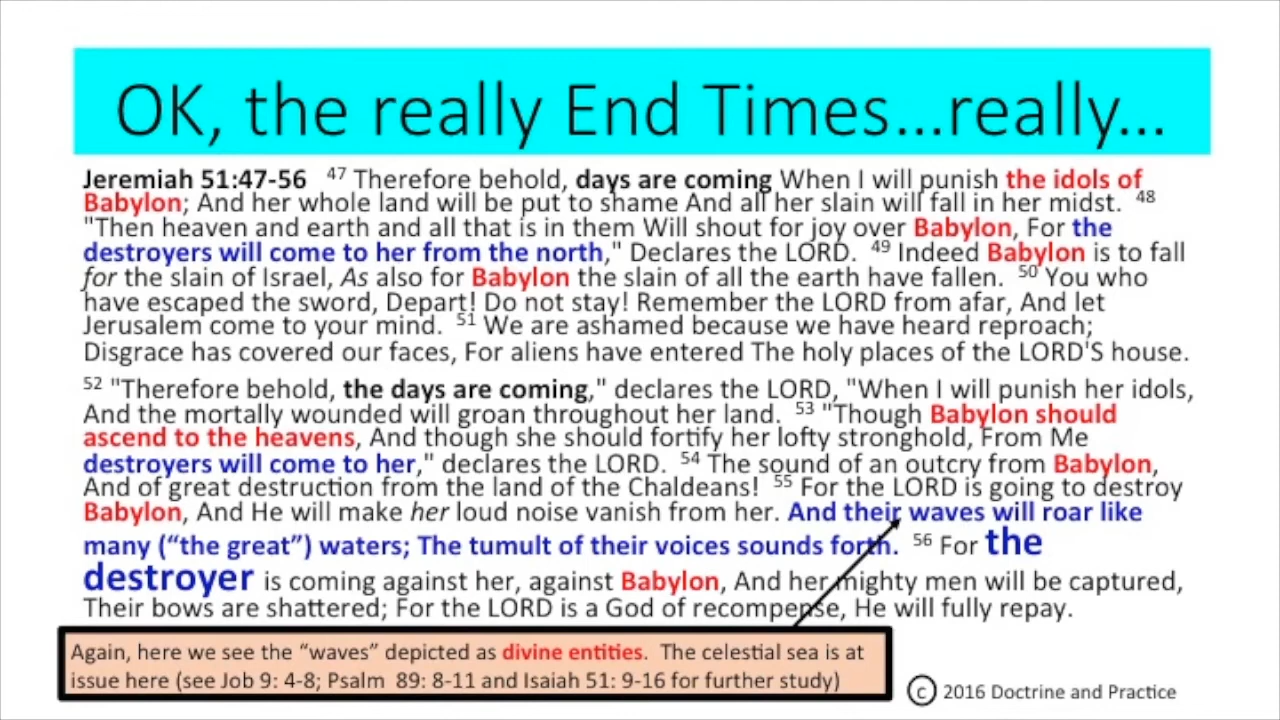 OK, the really End Times...really...
Jeremiah 51:47-56 47 Therefore behold, days are coming When I will punish the idols of
Babylon; And her whole land will be put to shame And all her slain will fall in her midst. 48
"Then heaven and earth and all that is in them Will shout for joy over Babylon, For the
destroyers will come to her from the north," Declares the LORD. 49 Indeed Babylon is to fall
for the slain of Israel, As also for Babylon the slain of all the earth have fallen. 50 You who
have escaped the sword, Depart! Do not stay! Remember the LORD from afar, And let
Jerusalem come to your mind. 51 We are ashamed because we have heard reproach;
Disgrace has covered our faces, For aliens have entered The holy places of the LORD'S house.
52 "Therefore behold, the days are coming," declares the LORD, "When I will punish her idols,
And the mortally wounded will groan throughout her land. 53 "Though Babylon should
ascend to the heavens, And though she should fortify her lofty stronghold, From Me
destroyers will come to her," declares the LORD. 54 The sound of an outcry from Babylon,
And of great destruction from the land of the Chaldeans! 55 For the LORD is going to destroy
Babylon, And He will make her loud noise vanish from her. And their waves will roar like
many (“the great”) waters; The tumult of their voices sounds forth. 56 For the
destroyer is coming against her, against Babylon, And her mighty men will be captured,
Their bows are shattered; For the LORD is a God of recompense, He will fully repay.
Again, here we see the “waves” depicted as divine entities. The celestial sea is at
issue here (see Job 9: 4-8; Psalm 89: 8-11 and Isaiah 51: 9-16 for further study)
© 2016 Doctrine and Practice